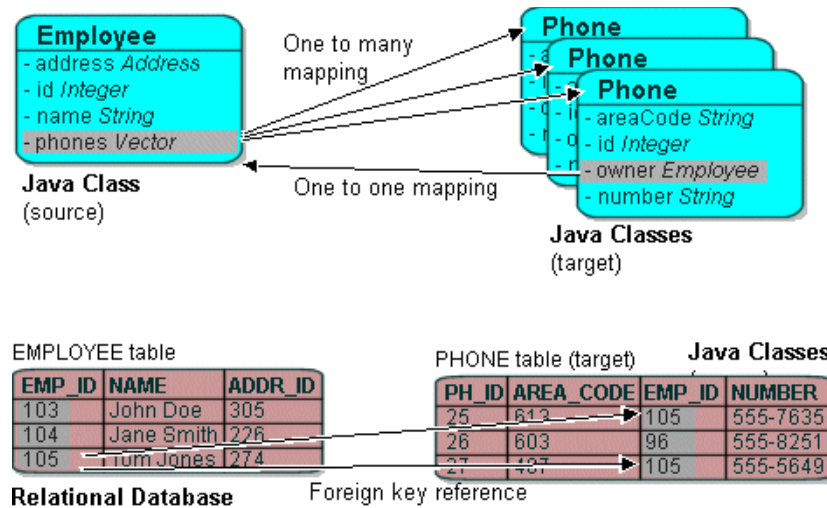 Employee
- address Address
- id Integer
- name String
- phones Vector
Java Class
(source)
One to many
mapping
One to one mapping
Phone
Phone
Phone
- areaCode String
- id Integer
- owner Employee
- number String
Java Classes
(target)
EMPLOYEE table
EMP_ID NAME ADDR_ID
103 John Doe 305
104 Jane Smith 226
105 Tom Jones 274
Relational Database
Foreign key reference
PHONE table (target)
Java Classes
PH_ID AREA_CODE EMP_ID NUMBER
25 613 105 555-7635
26 603 96 555-8251
27 487 105 555-5649